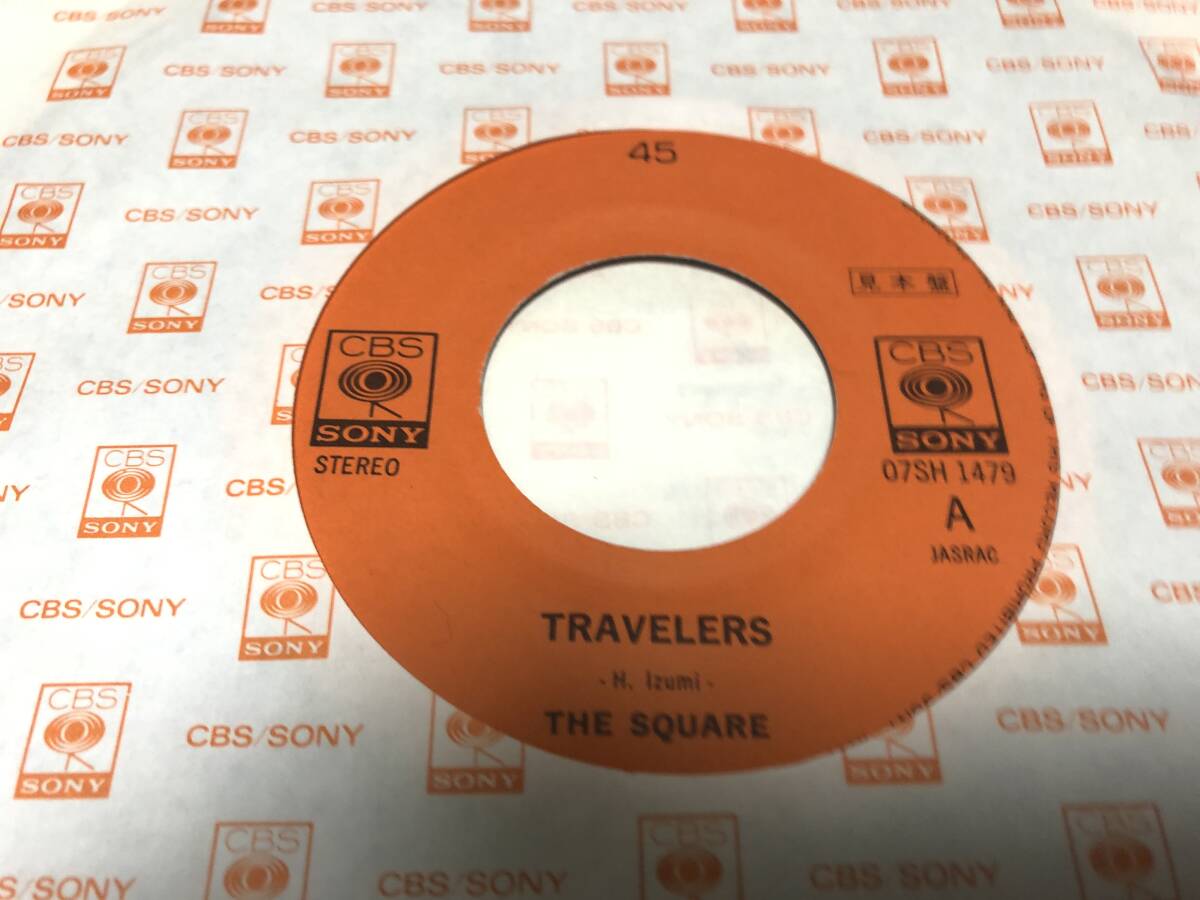 45
見本盤
CBS
SONY
STEREO
CBS
SONY
07SH 1479
A
JASRAC
TRAVELERS
- H. Izumi -
THE SQUARE
CBS/SONY